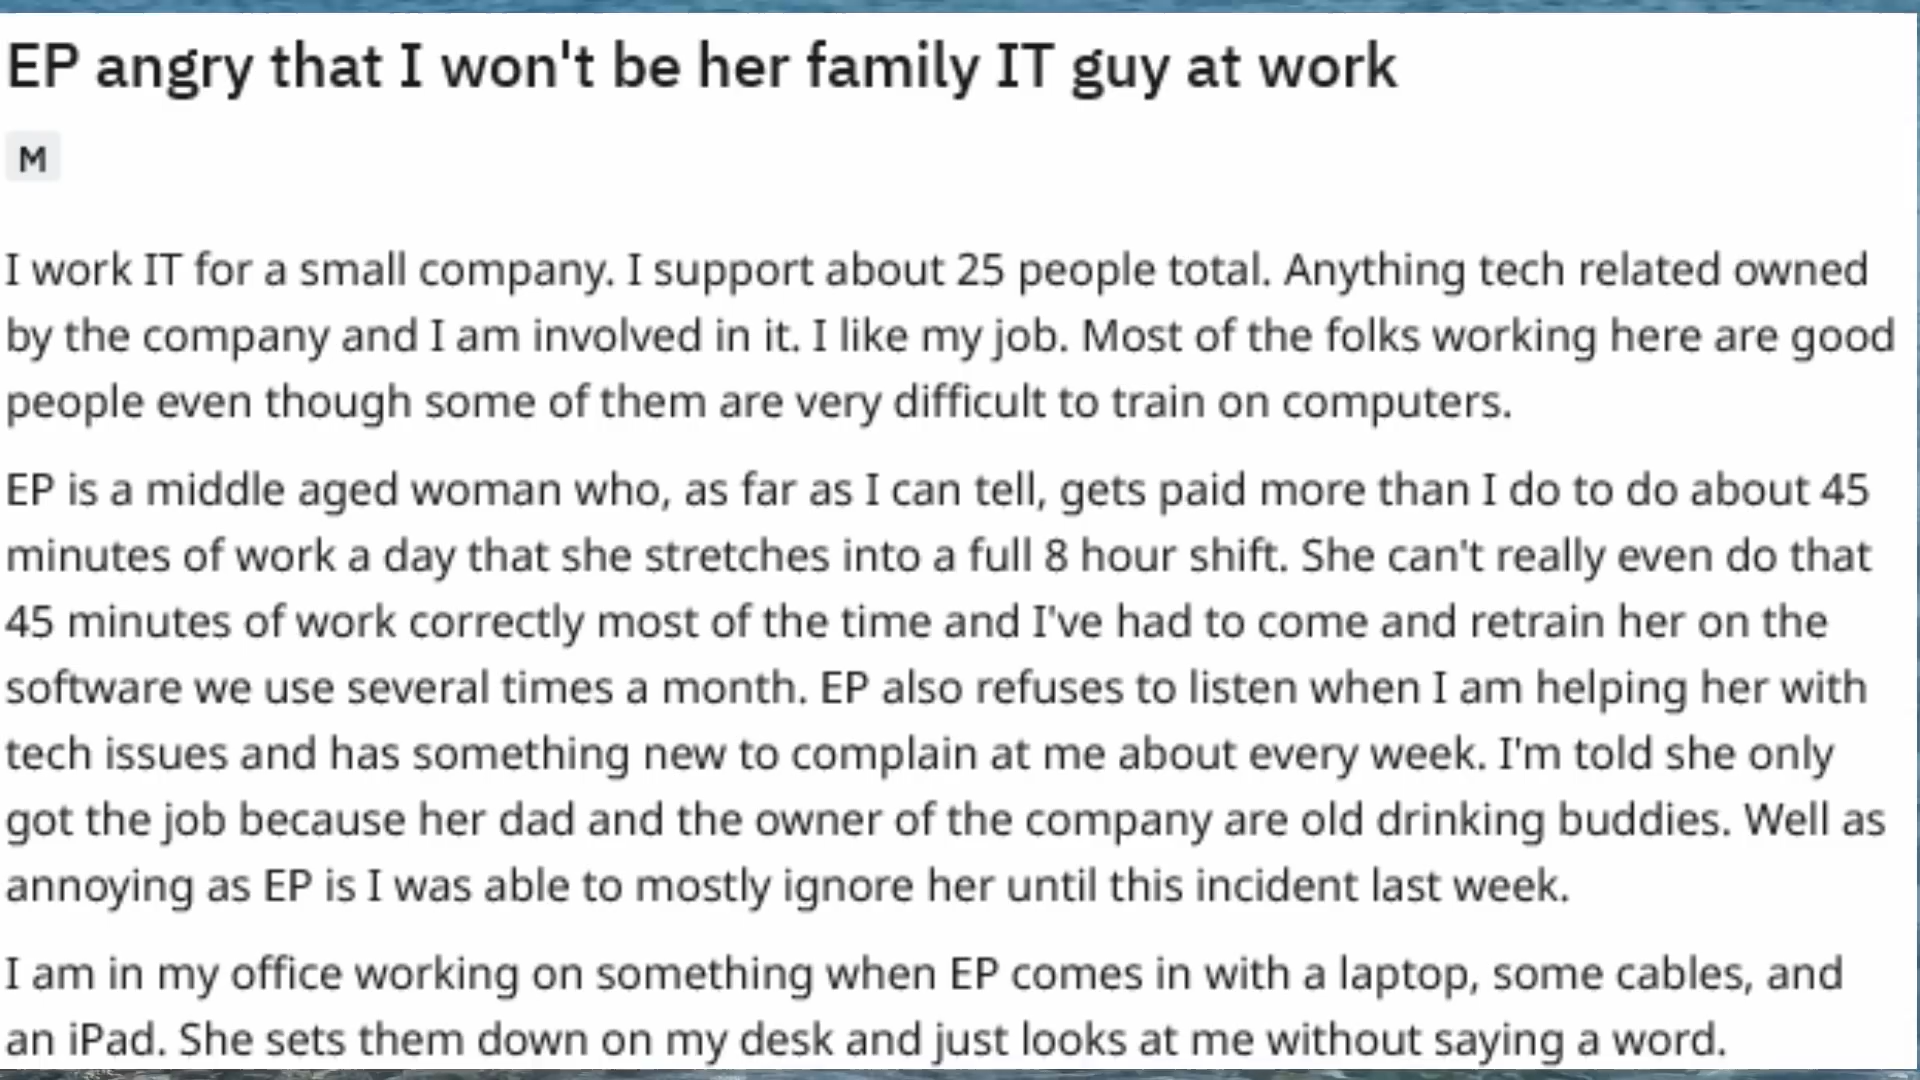 EP angry that I won't be her family IT guy at work
M
I work IT for a small company. I support about 25 people total. Anything tech related owned
by the company and I am involved in it. I like my job. Most of the folks working here are good
people even though some of them are very difficult to train on computers.
EP is a middle aged woman who, as far as I can tell, gets paid more than I do to do about 45
minutes of work a day that she stretches into a full 8 hour shift. She can't really even do that
45 minutes of work correctly most of the time and I've had to come and retrain her on the
software we use several times a month. EP also refuses to listen when I am helping her with
tech issues and has something new to complain at me about every week. I'm told she only
got the job because her dad and the owner of the company are old drinking buddies. Well as
annoying as EP is I was able to mostly ignore her until this incident last week.
I am in my office working on something when EP comes in with a laptop, some cables, and
an iPad. She sets them down on my desk and just looks at me without saying a word.